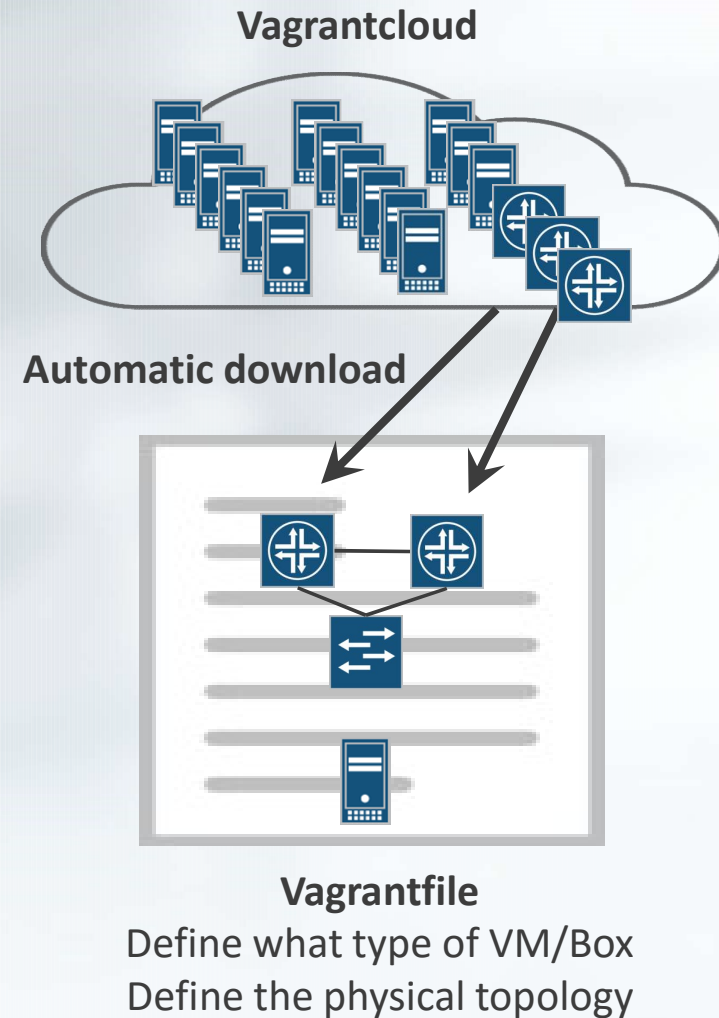 Vagrantcloud
Automatic download
Vagrantfile
Define what type of VM/Box
Define the physical topology